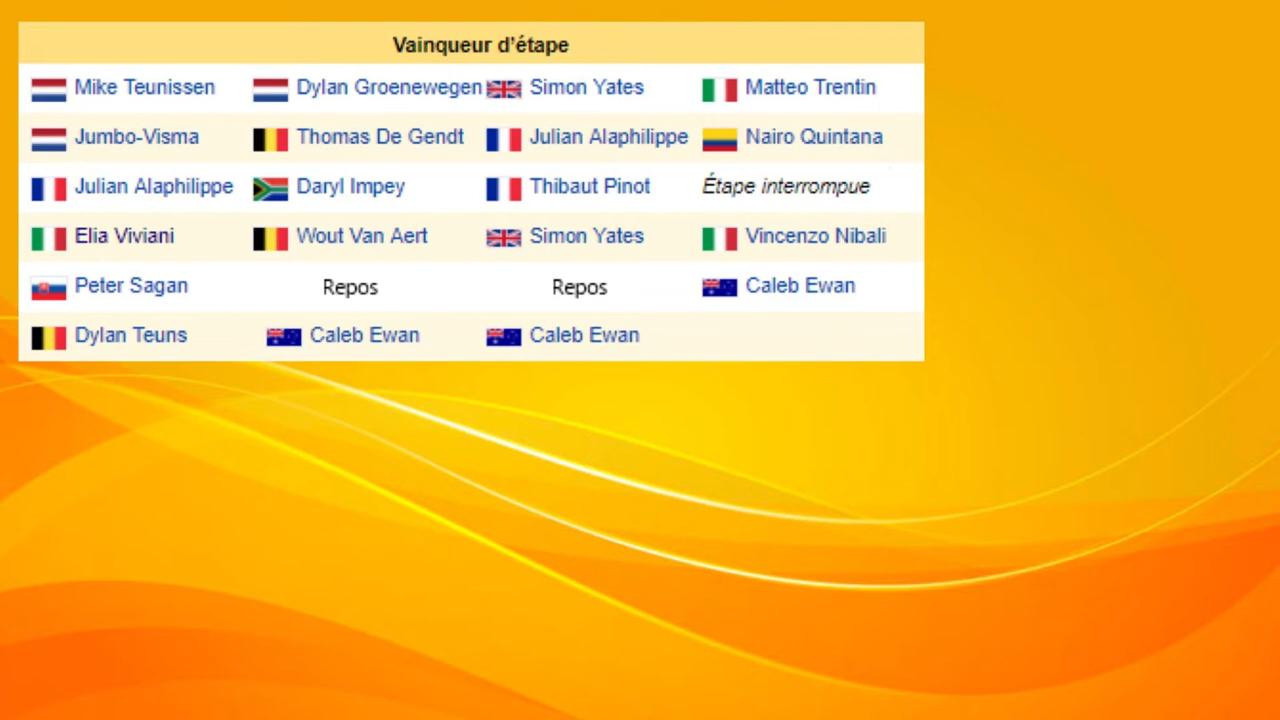 Vainqueur d’étape
Mike Teunissen Dylan Groenewegen Simon Yates Matteo Trentin
Jumbo-Visma Thomas De Gendt Julian Alaphilippe Nairo Quintana
Julian Alaphilippe Daryl Impey Thibaut Pinot Étape interrompue
Elia Viviani Wout Van Aert Simon Yates Vincenzo Nibali
Peter Sagan Repos Repos Caleb Ewan
Dylan Teuns Caleb Ewan Caleb Ewan